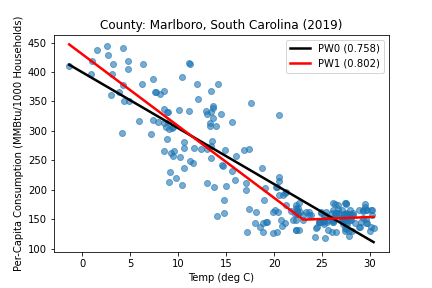 County: Marlboro, South Carolina (2019)
PW0 (0.758)
PW1 (0.802)
Per-Capita Consumption (MMBtu/1000 Households)
450
400
350
300
250
200
150
100
0 5 10 15 20 25 30
Temp (deg C)